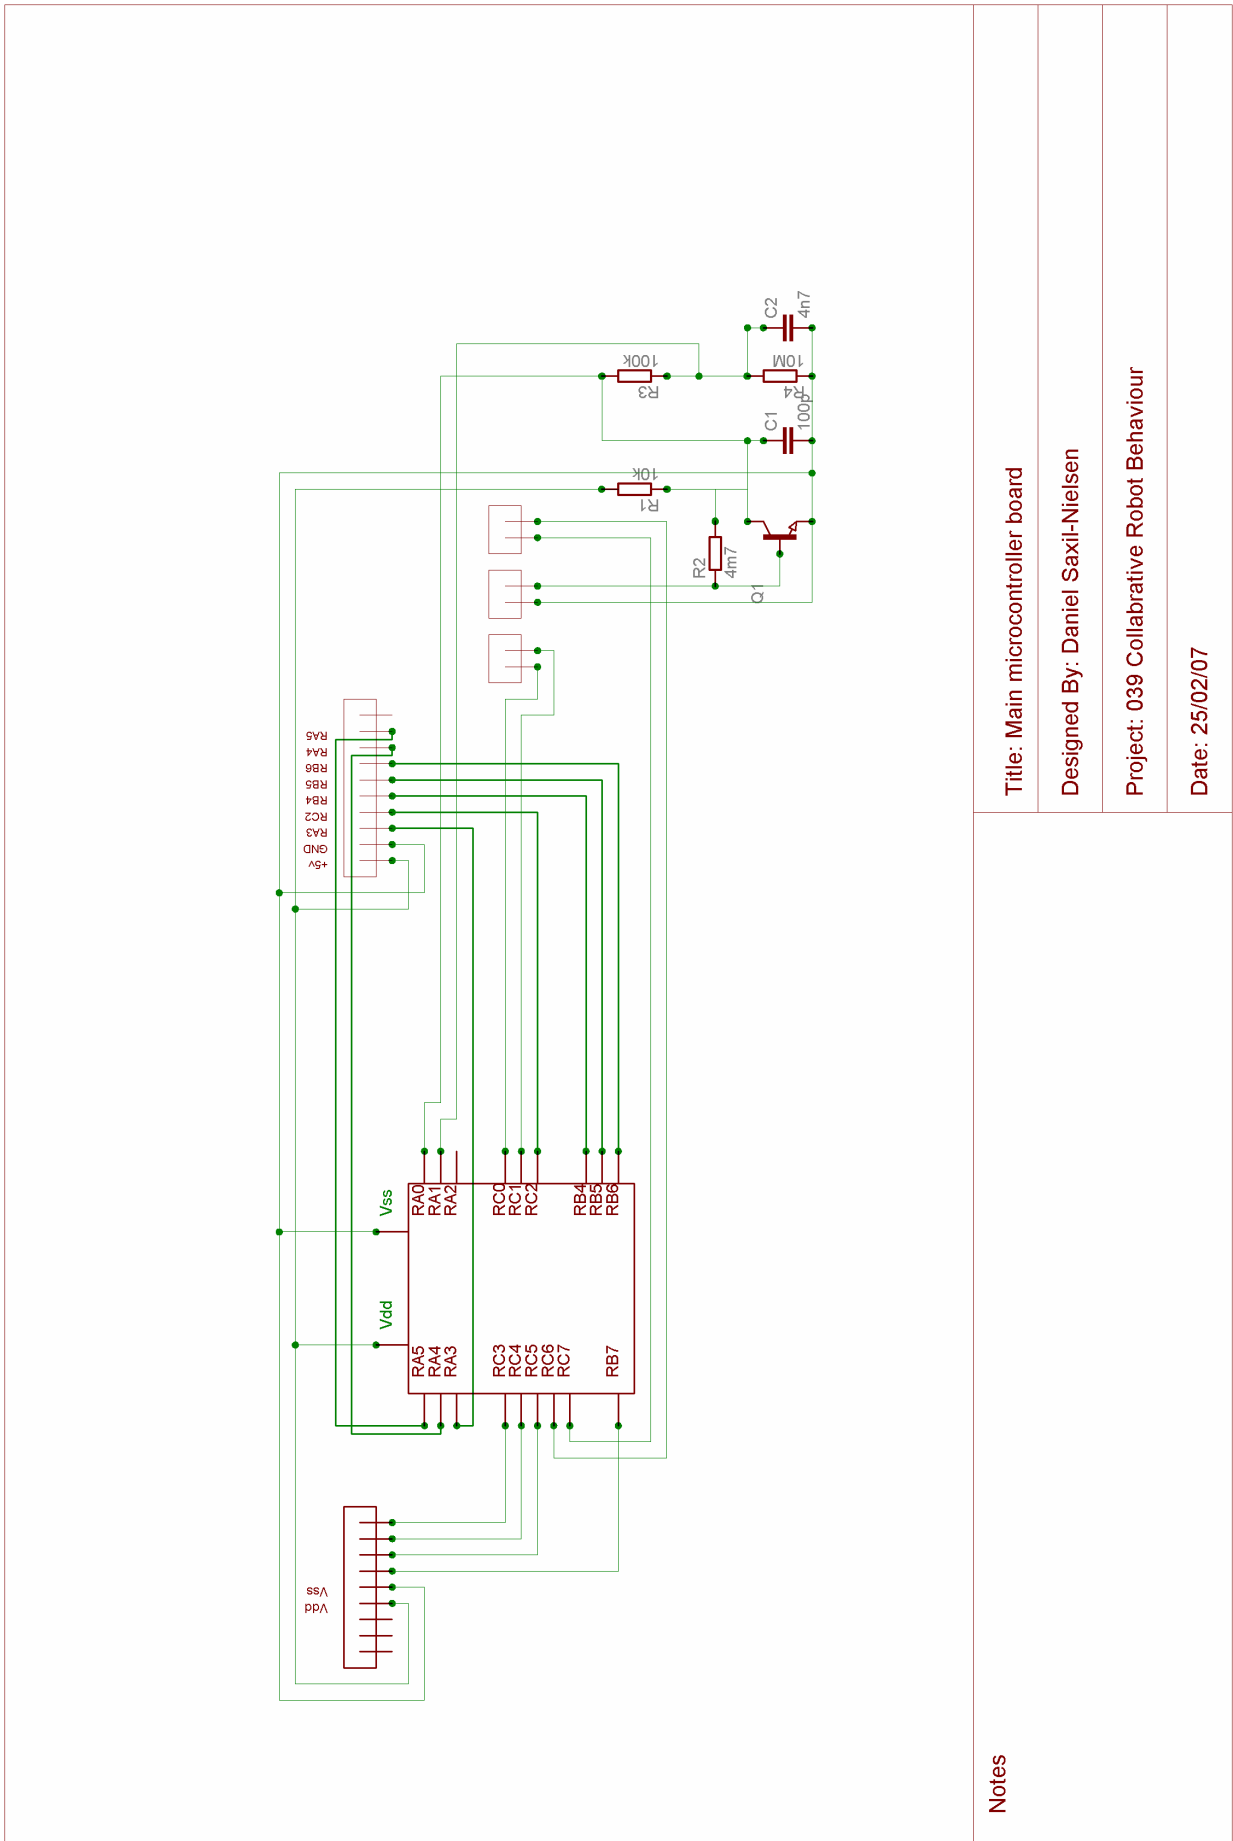 Title: Main microcontroller board
Designed By: Daniel Saxil-Nielsen
Project: 039 Collabrative Robot Behaviour
Date: 25/02/07
Notes
C2
4n7
R3
100k
R4
10M
C1
100p
R1
10k
R2
4m7
Q1
RA5
RA4
RB6
RB5
RB4
RC2
RA3
GND
+5v
Vss
Vdd
RA0
RA1
RA2
RC0
RC1
RC2
RB4
RB5
RB6
RA5
RA4
RA3
RC3
RC4
RC5
RC6
RC7
RB7
Vss
Vdd